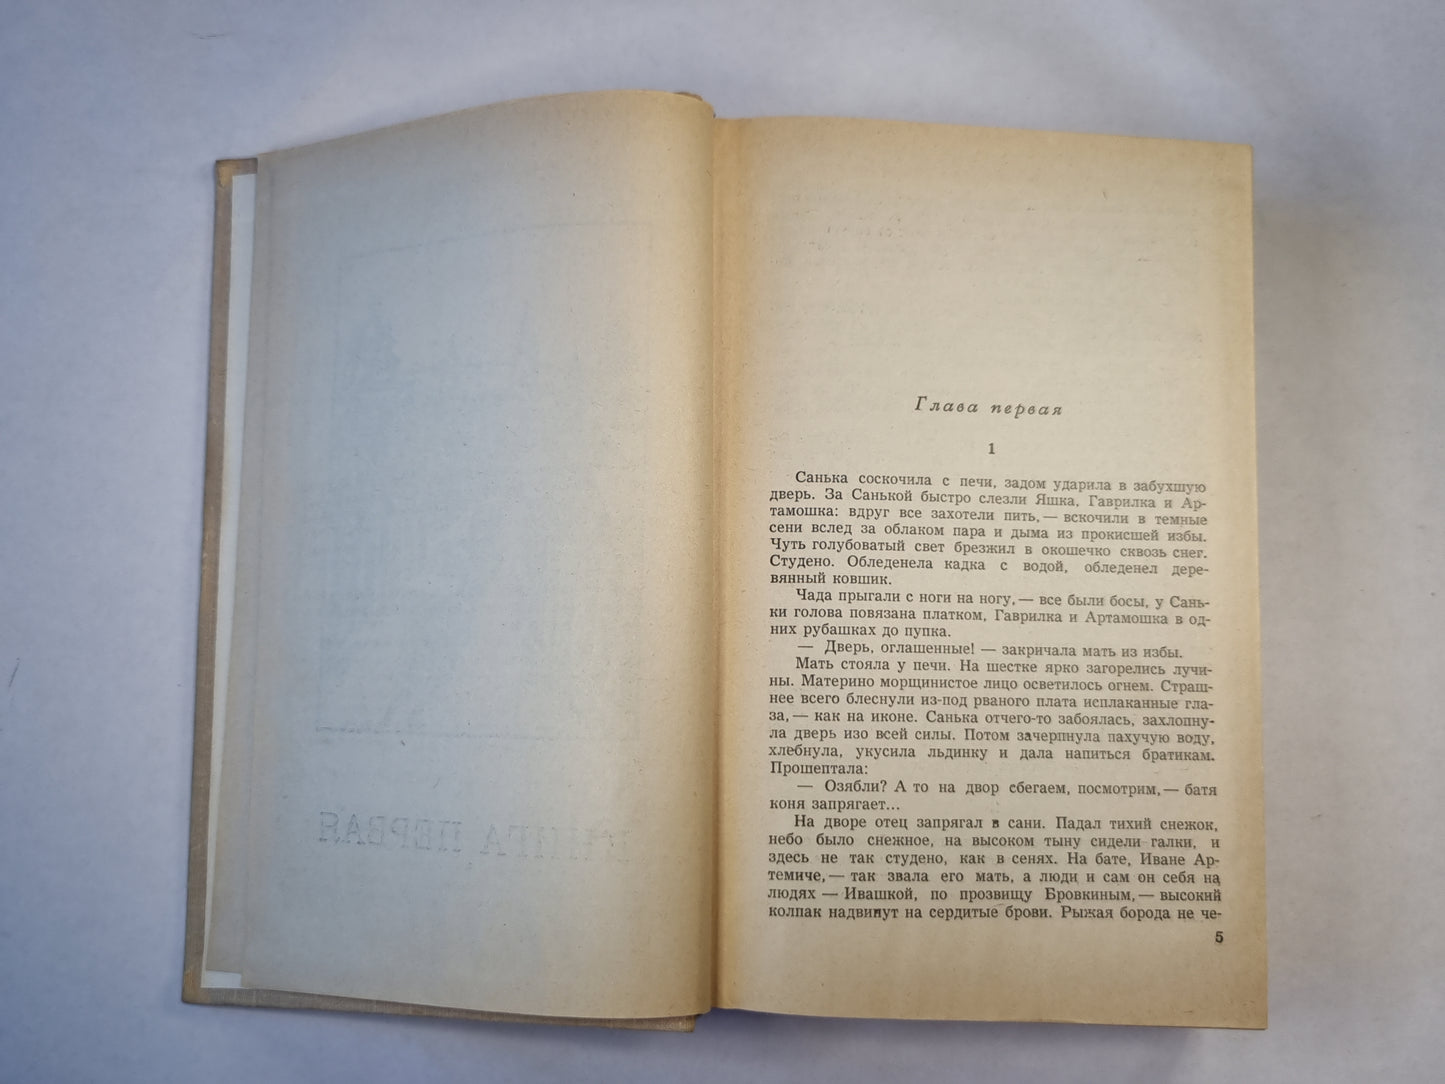 КНИГА ПЕРВАЯ
Глава первая
1
Санька соскочила с печи, задом ударила в забухшую
дверь. За Санькой быстро слезли Яшка, Гаврилка и Ар-
тамошка: вдруг все захотели пить, — вскочили в темные
сени вслед за облаком пара и дыма из прокисшей избы.
Чуть голубоватый свет брезжил в окошечко сквозь снег.
Студено. Обледенела кадка с водой, обледенел дере-
вянный ковшик.
Чада прыгали с ноги на ногу, — все были босы, у Сань-
ки голова повязана платком, Гаврилка и Артамошка в од-
них рубашках до пупка.
— Дверь, оглашенные! — закричала мать из избы.
Мать стояла у печи. На шестке ярко загорелись лучи-
ны. Материно морщинистое лицо осветилось огнем. Страш-
нее всего блеснули из-под рваного плата исплаканные гла-
за, — как на иконе. Санька отчего-то забоялась, захлопну-
ла дверь изо всей силы. Потом зачерпнула пахучую воду,
хлебнула, укусила льдинку и дала напиться братикам.
Прошептала:
— Озябли? А то на двор сбегаем, посмотрим, — батя
коня запрягает...
На дворе отец запрягал в сани. Падал тихий снежок,
небо было снежное, на высоком тыну сидели галки, и
здесь не так студено, как в сенях. На бате, Иване Ар-
темиче, — так звала его мать, а люди и сам он себя на
людях — Ивашкой, по прозвищу Бровкиным, — высокий
колпак надвинут на сердитые брови. Рыжая борода не че-
5